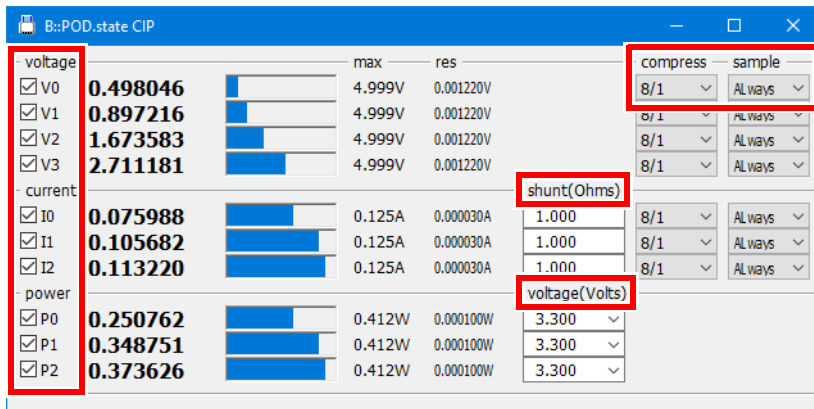 B::POD.state CIP
voltage max res compress sample
V0 0.498046 4.999V 0.001220V 8/1 ALways
V1 0.897216 4.999V 0.001220V 8/1 ALways
V2 1.673583 4.999V 0.001220V 8/1 ALways
V3 2.711181 4.999V 0.001220V 8/1 ALways
current shunt(Ohms)
I0 0.075988 0.125A 0.000030A 1.000 8/1 ALways
I1 0.105682 0.125A 0.000030A 1.000 8/1 ALways
I2 0.113220 0.125A 0.000030A 1.000 8/1 ALways
power voltage(Volts)
P0 0.250762 0.412W 0.000100W 3.300
P1 0.348751 0.412W 0.000100W 3.300
P2 0.373626 0.412W 0.000100W 3.300